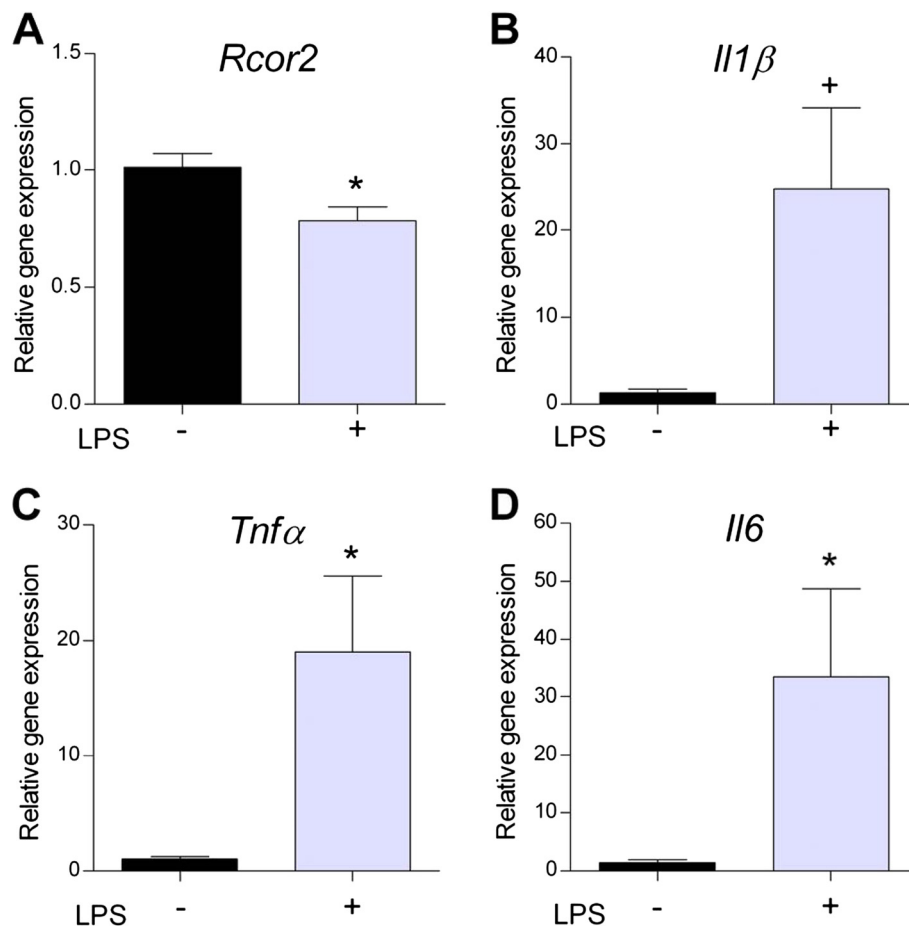 A
Rcor2
Relative gene expression
1.5
1.0
*
0.5
0.0
LPS - +
B
Il1β
Relative gene expression
40
+
30
20
10
0
LPS - +
C
Tnfα
Relative gene expression
30
*
20
10
0
LPS - +
D
Il6
Relative gene expression
60
*
50
40
30
20
10
0
LPS - +